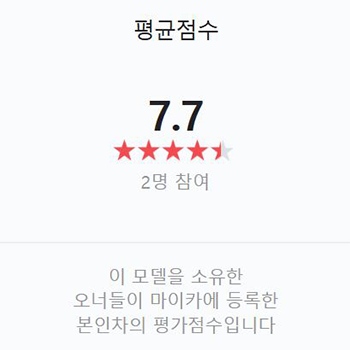 평균점수
7.7
2명 참여
이 모델을 소유한
오너들이 마이카에 등록한
본인차의 평가점수입니다